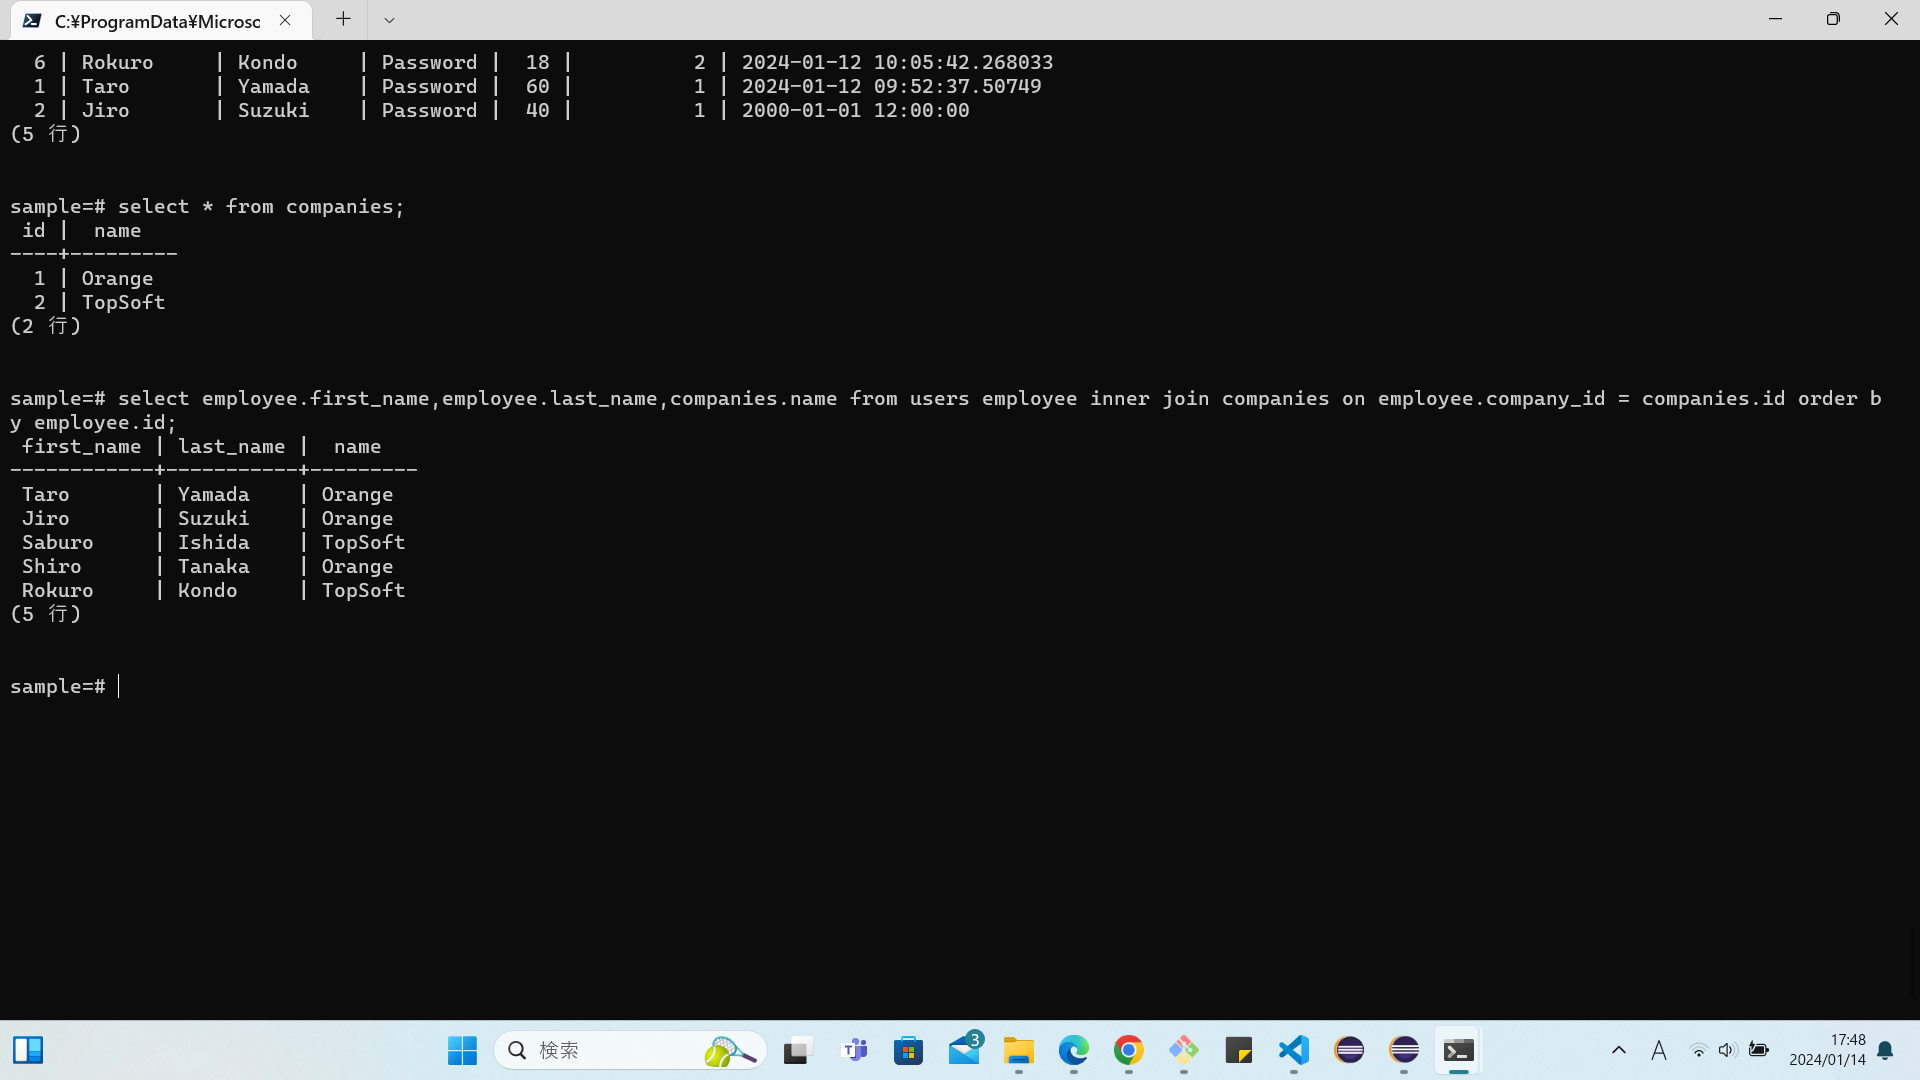 C:¥ProgramData¥Microsc
  6 | Rokuro     | Kondo     | Password |  18 |          2 | 2024-01-12 10:05:42.268033
  1 | Taro       | Yamada    | Password |  60 |          1 | 2024-01-12 09:52:37.50749
  2 | Jiro       | Suzuki    | Password |  40 |          1 | 2000-01-01 12:00:00
(5 行)
sample=# select * from companies;
 id |  name
----+---------
  1 | Orange
  2 | TopSoft
(2 行)
sample=# select employee.first_name,employee.last_name,companies.name from users employee inner join companies on employee.company_id = companies.id order b
y employee.id;
 first_name | last_name |  name
------------+-----------+---------
 Taro       | Yamada    | Orange
 Jiro       | Suzuki    | Orange
 Saburo     | Ishida    | TopSoft
 Shiro      | Tanaka    | Orange
 Rokuro     | Kondo     | TopSoft
(5 行)
sample=#
検索
3
A
17:48
2024/01/14